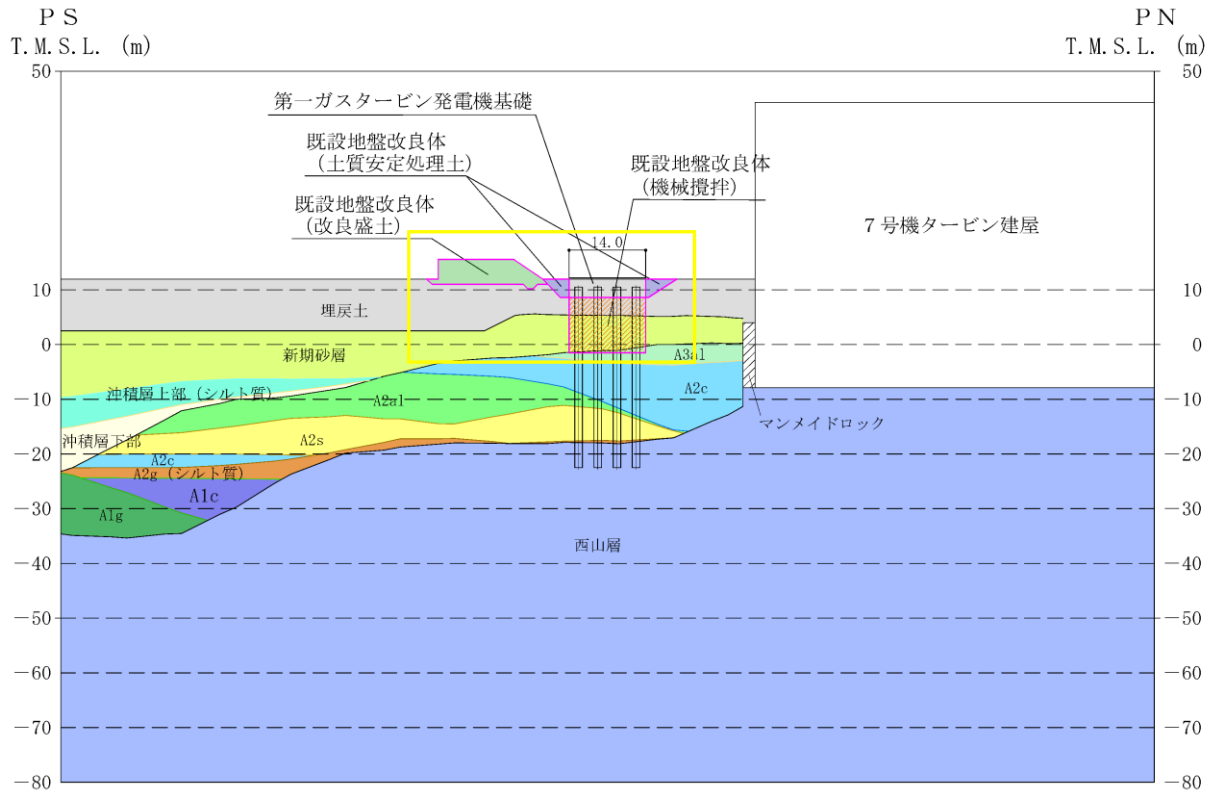 PS
PN
T.M.S.L. (m)
T.M.S.L. (m)
50
50
第一ガスタービン発電機基礎
既設地盤改良体
(土質安定処理土)
既設地盤改良体
(機械攪拌)
既設地盤改良体
(改良盛土)
7号機タービン建屋
14.0
10
10
埋戻土
0
0
新期砂層
A3al
A2c
沖積層上部(シルト質)
A2al
-10
-10
マンメイドロック
沖積層下部
A2s
-20
-20
A2c
A2g(シルト質)
A1c
-30
-30
A1g
西山層
-40
-40
-50
-50
-60
-60
-70
-70
-80
-80